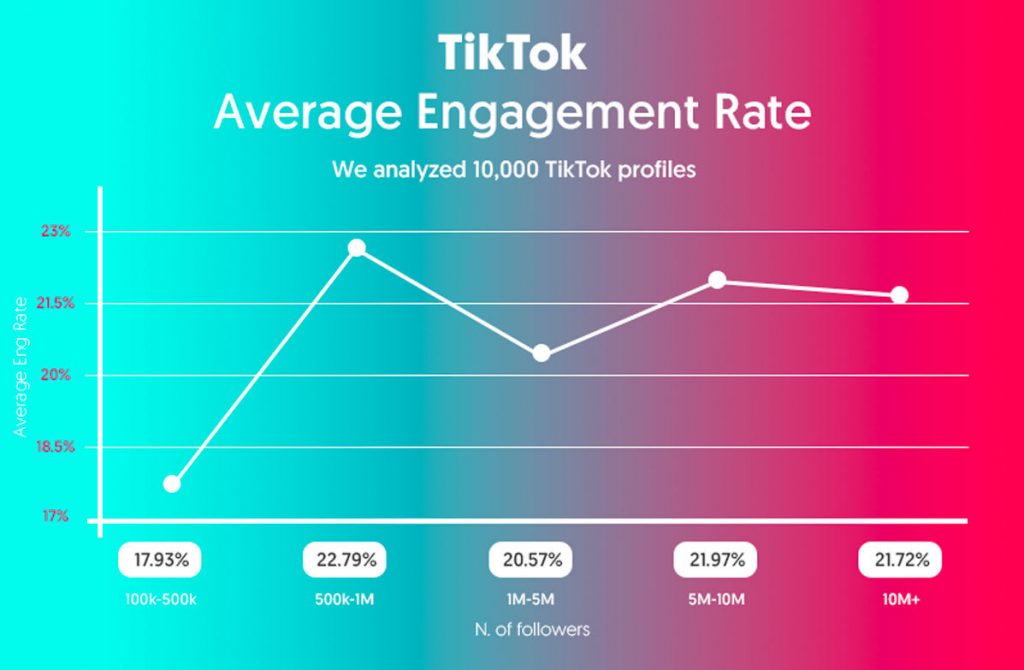 TikTok
Average Engagement Rate
We analyzed 10,000 TikTok profiles
23%
21.5%
20%
18.5%
17%
Average Eng Rate
17.93% 22.79% 20.57% 21.97% 21.72%
100k-500k 500k-1M 1M-5M 5M-10M 10M+
N. of followers